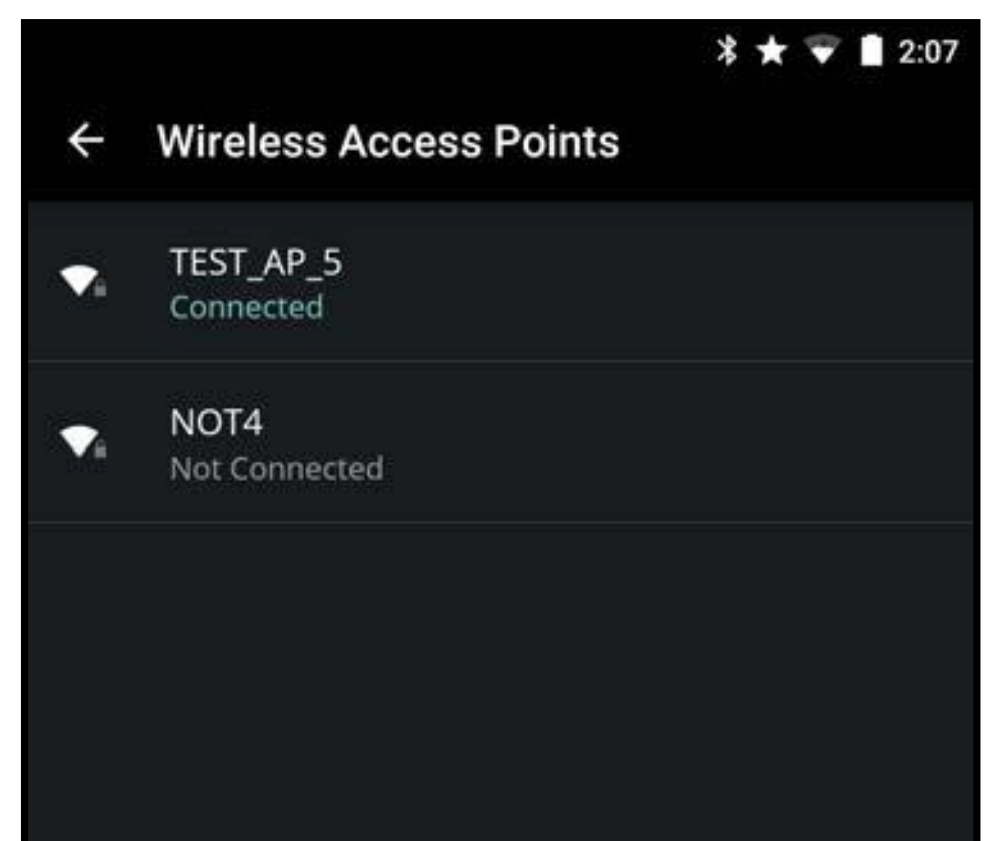 2:07
Wireless Access Points
TEST_AP_5
Connected
NOT4
Not Connected